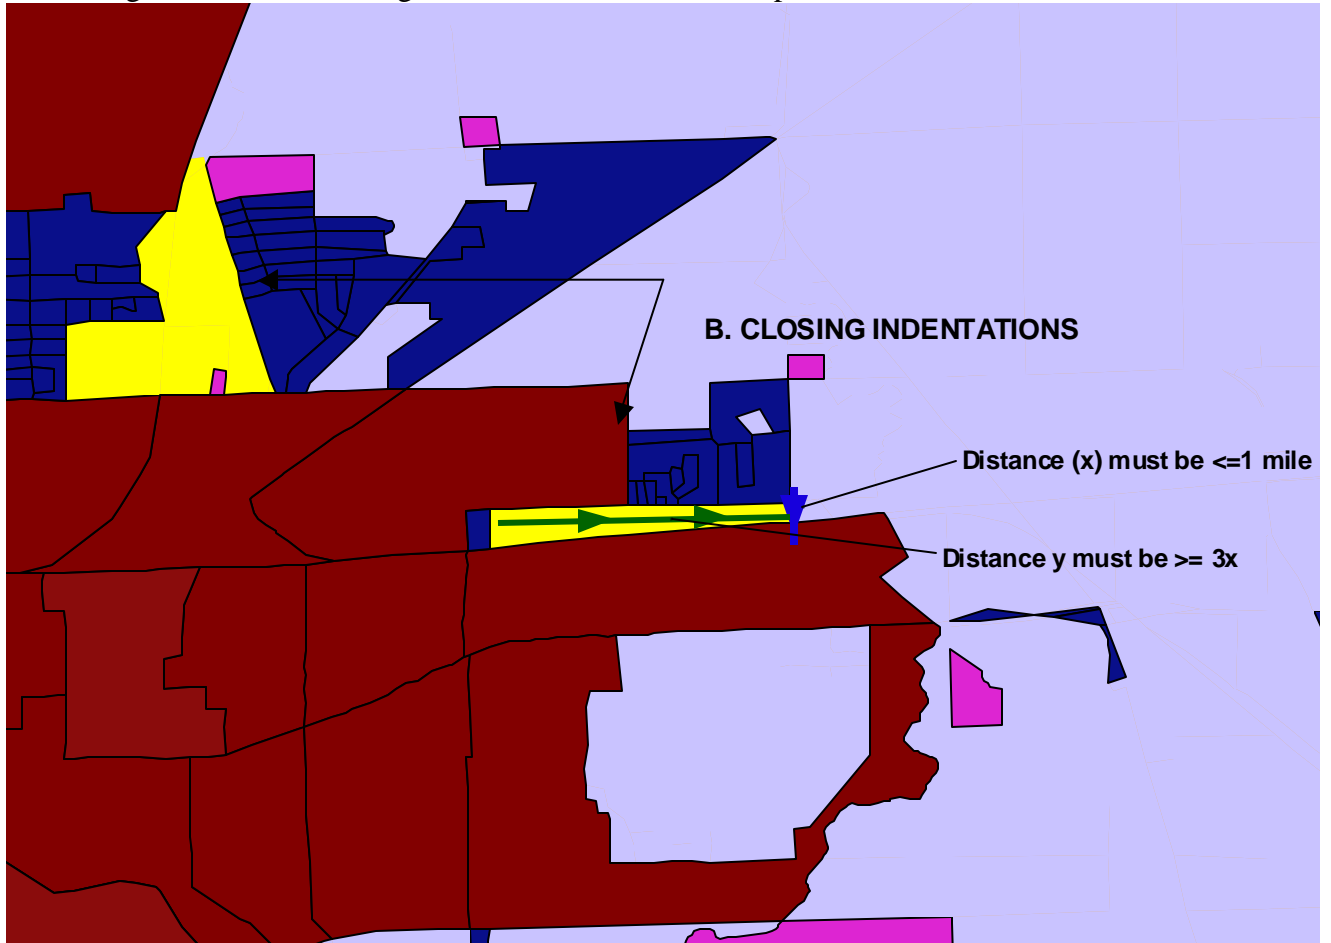 B. CLOSING INDENTATIONS
Distance (x) must be <=1 mile
Distance y must be >= 3x